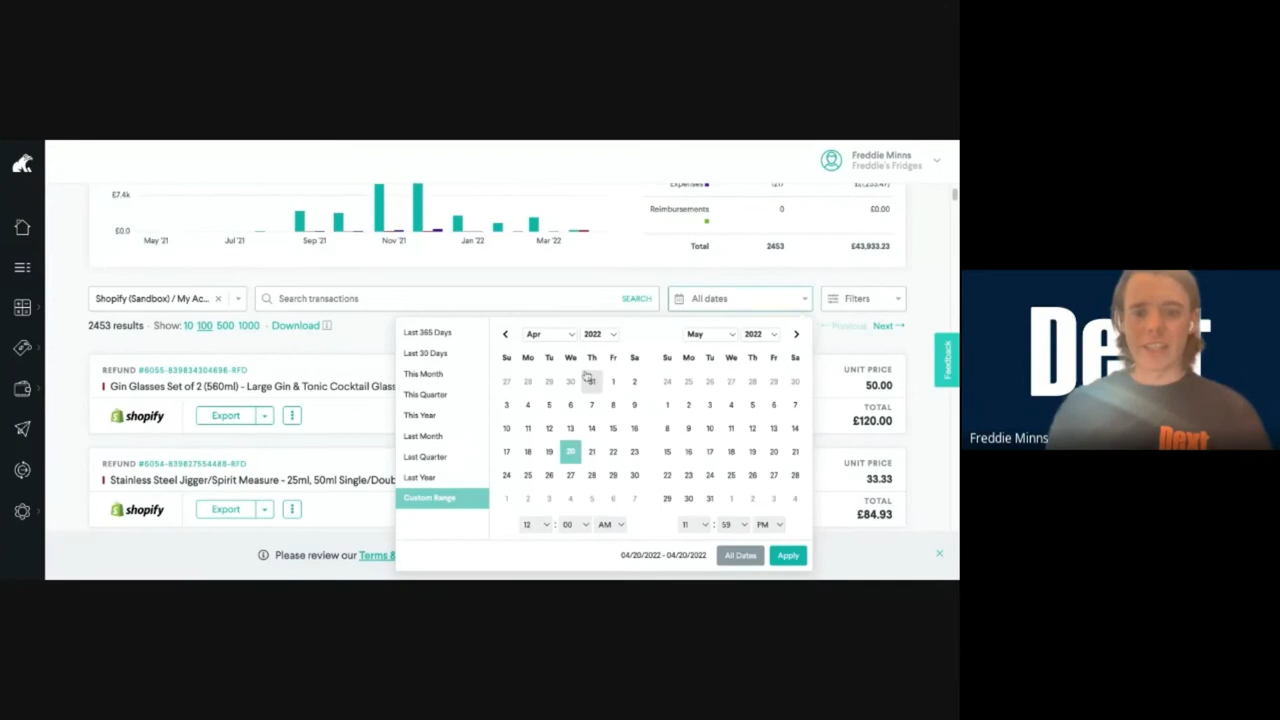 Freddie Minns
Freddie's Fridges
£7.4k
£0.0
May '21 Jul '21 Sep '21 Nov '21 Jan '22 Mar '22
Expenses
Reimbursements 0 £0.00
Total 2453 £43,933.23
Shopify (Sandbox) / My Ac... × Search transactions SEARCH All dates Filters
2453 results · Show: 10 100 500 1000 Download
Previous Next →
REFUND #6055-839834304696-RFD
Gin Glasses Set of 2 (560ml) - Large Gin & Tonic Cocktail Glass
shopify Export
UNIT PRICE
50.00
TOTAL
£120.00
REFUND #6054-839827554488-RFD
Stainless Steel Jigger/Spirit Measure - 25ml, 50ml Single/Doub
shopify Export
UNIT PRICE
33.33
TOTAL
£84.93
Last 365 Days
Last 30 Days
This Month
This Quarter
This Year
Last Month
Last Quarter
Last Year
Custom Range
Apr 2022
Su Mo Tu We Th Fr Sa
27 28 29 30 31 1 2
3 4 5 6 7 8 9
10 11 12 13 14 15 16
17 18 19 20 21 22 23
24 25 26 27 28 29 30
1 2 3 4 5 6 7
12 : 00 AM
May 2022
Su Mo Tu We Th Fr Sa
24 25 26 27 28 29 30
1 2 3 4 5 6 7
8 9 10 11 12 13 14
15 16 17 18 19 20 21
22 23 24 25 26 27 28
29 30 31 1 2 3 4
11 : 59 PM
04/20/2022 - 04/20/2022 All Dates Apply
Please review our Terms &
Feedback
Dext
Freddie Minns